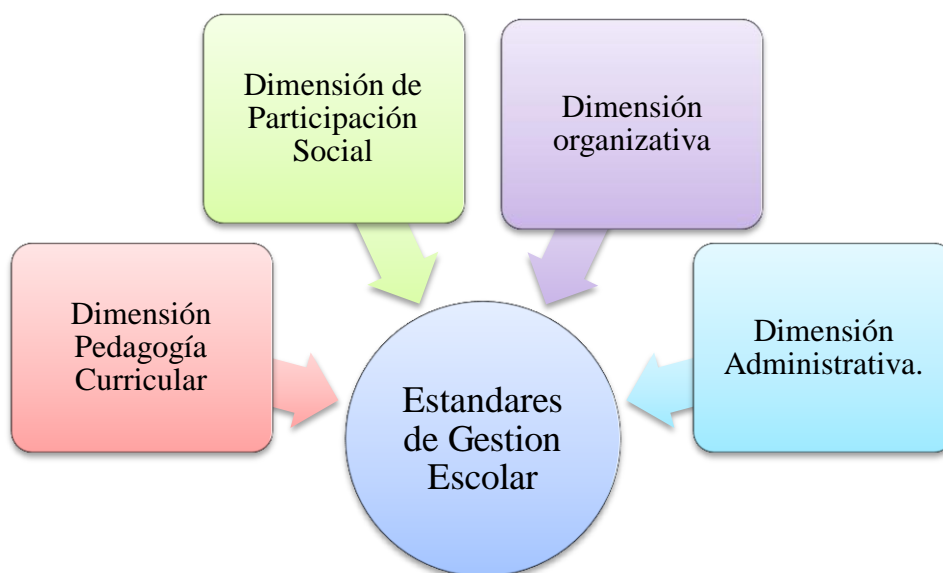 Dimensión de
Participación
Social
Dimensión
organizativa
Dimensión
Pedagogía
Curricular
Dimensión
Administrativa.
Estandares
de Gestion
Escolar